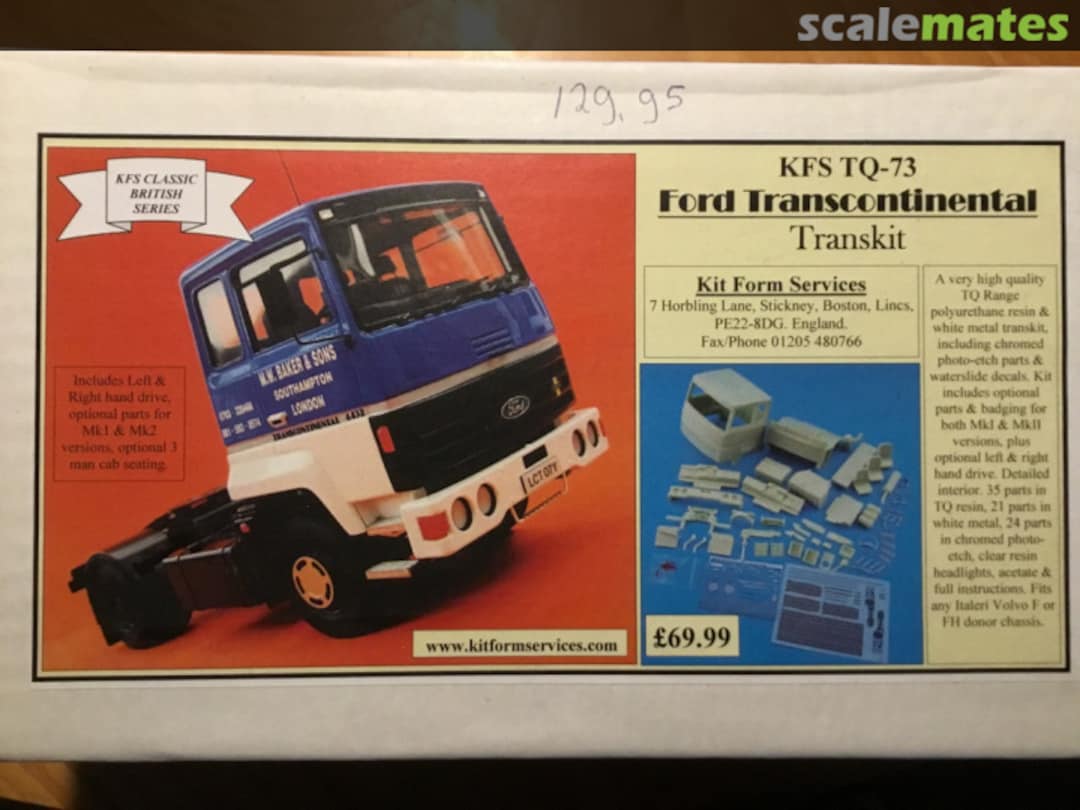 scalemates
129.95
KFS CLASSIC
BRITISH
SERIES
KFS TQ-73
Ford Transcontinental
Transkit
Kit Form Services
7 Horbling Lane, Stickney, Boston, Lincs,
PE22-8DG. England.
Fax/Phone 01205 480766
A very high quality
TQ Range
polyurethane resin &
white metal transkit,
including chromed
photo-etch parts &
waterslide decals. Kit
includes optional
parts & badging for
both MkI & MkII
versions, plus
optional left & right
hand drive. Detailed
interior. 35 parts in
TQ resin, 21 parts in
white metal, 24 parts
in chromed photo-
etch, clear resin
headlights, acetate &
full instructions. Fits
any Italeri Volvo F or
FH donor chassis.
Includes Left &
Right hand drive,
optional parts for
Mk1 & Mk2
versions, optional 3
man cab seating.
M.W. BAKER & SONS
SOUTHAMPTON
LONDON
TRANSCONTINENTAL 4432
Ford
LCT 0TY
£69.99
www.kitformservices.com